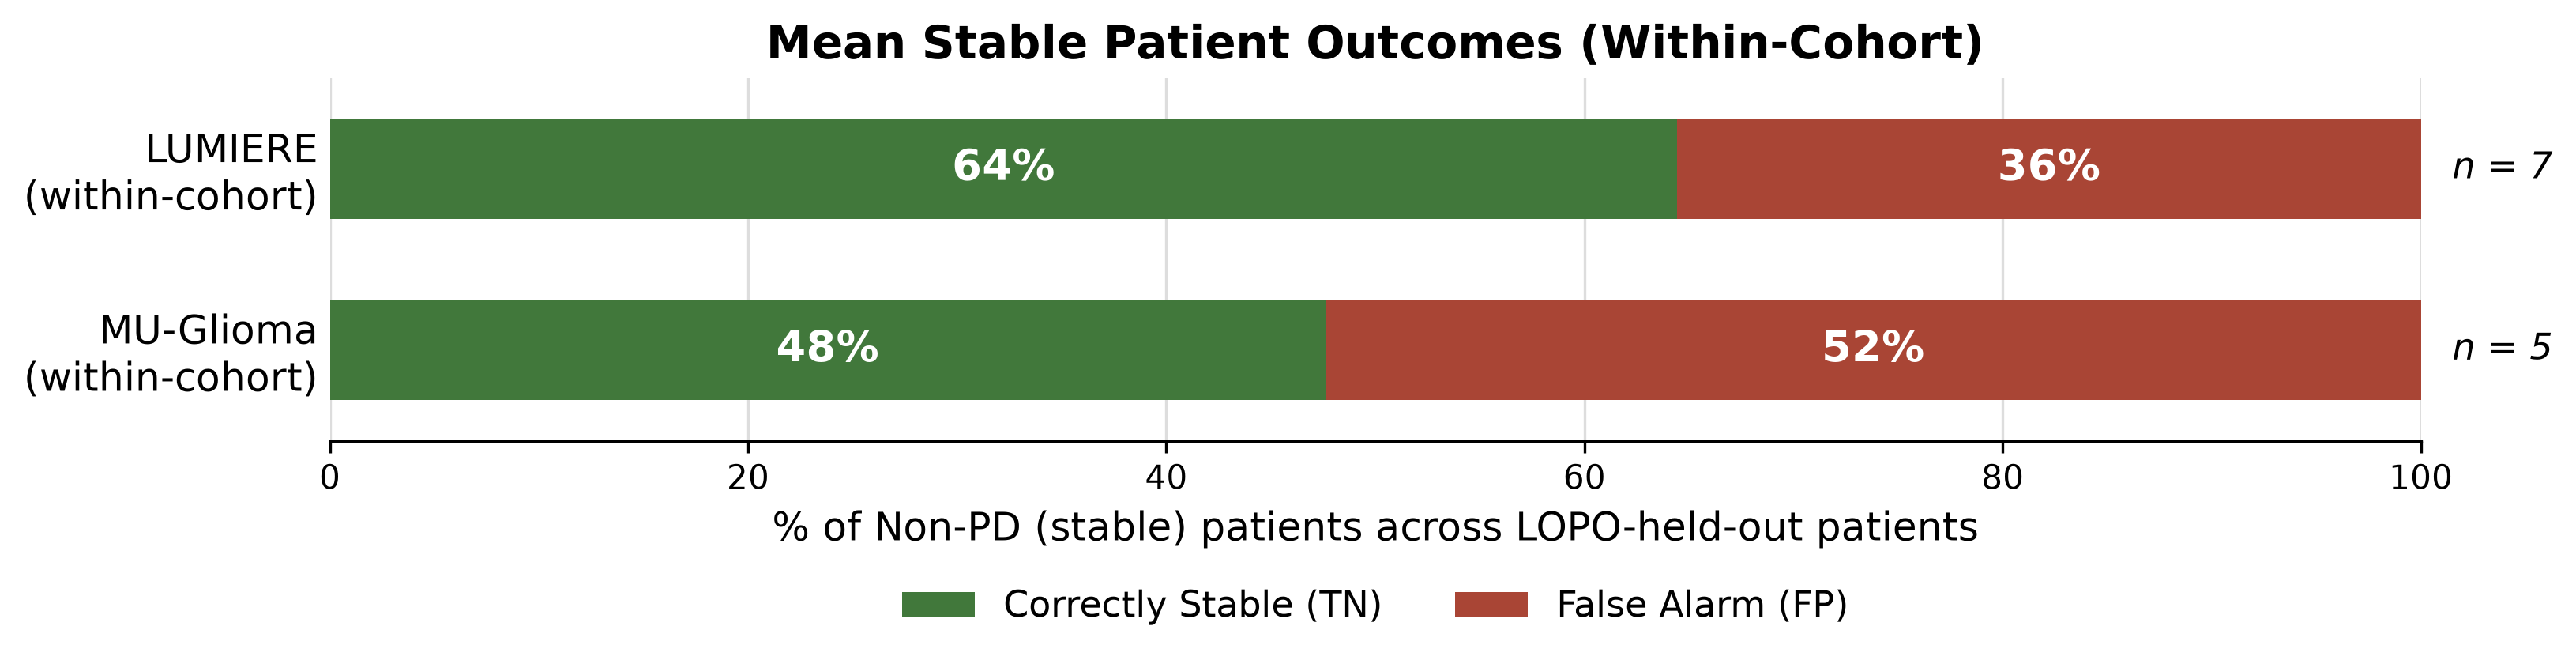 Mean Stable Patient Outcomes (Within-Cohort)
LUMIERE
(within-cohort)
64%
36%
n = 7
MU-Glioma
(within-cohort)
48%
52%
n = 5
0
20
40
60
80
100
% of Non-PD (stable) patients across LOPO-held-out patients
Correctly Stable (TN)
False Alarm (FP)